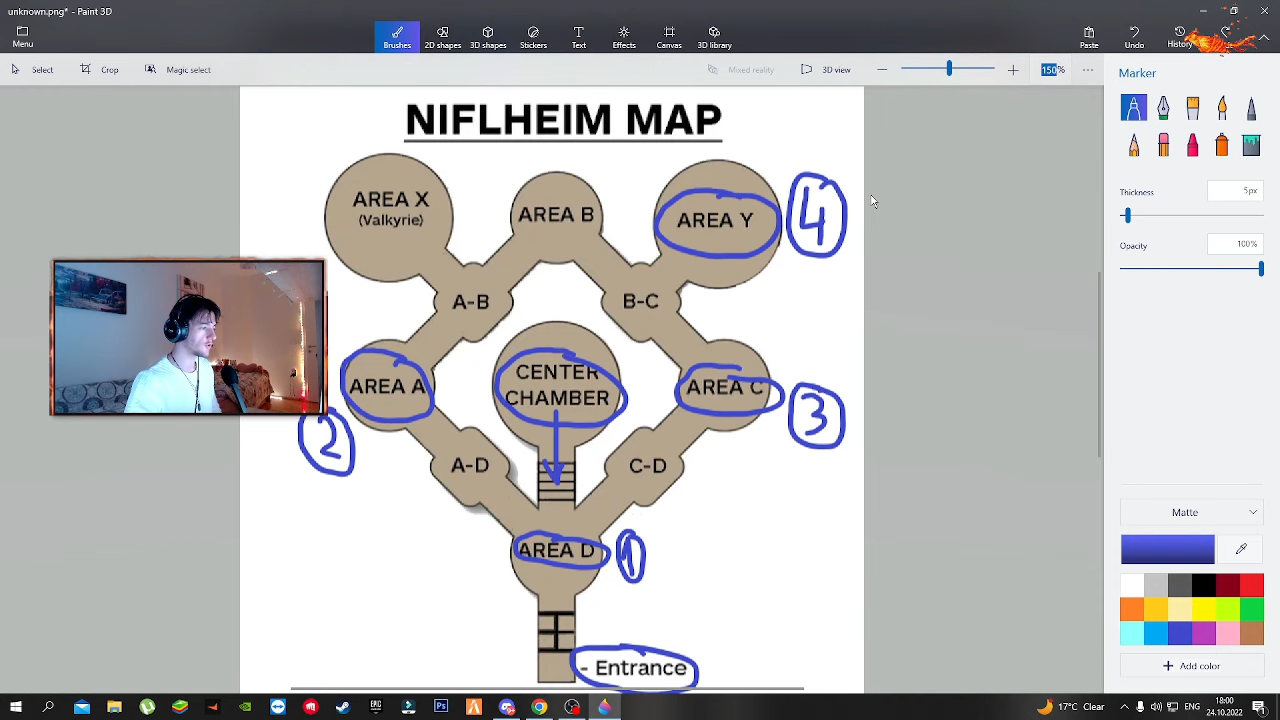 unknown.png* - Paint 3D
Menu
Brushes
2D shapes
3D shapes
Stickers
Text
Effects
Canvas
3D library
Paste
Undo
History
Select
Crop
Magic select
Mixed reality
3D view
150%
Marker
Thickness
5px
Opacity
100%
Matte
Add color
NIFLHEIM MAP
AREA X
(Valkyrie)
AREA B
AREA Y
4
A-B
B-C
AREA A
CENTER
CHAMBER
AREA C
2
3
A-D
C-D
AREA D
1
- Entrance
EPIC
Ps
17°C Clear
18:00
24.10.2022